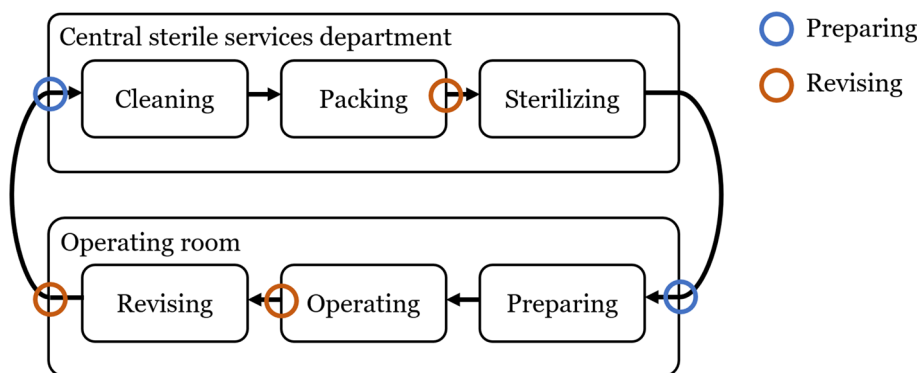 Central sterile services department
Cleaning
Packing
Sterilizing
Preparing
Revising
Operating room
Revising
Operating
Preparing